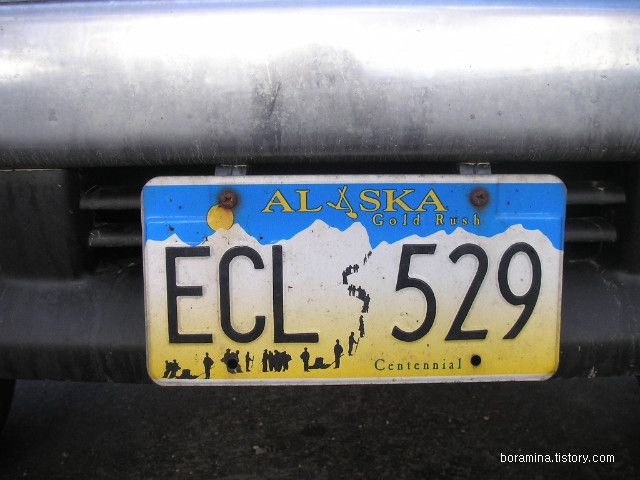 ALASKA
Gold Rush
ECL 529
Centennial
boramina.tistory.com